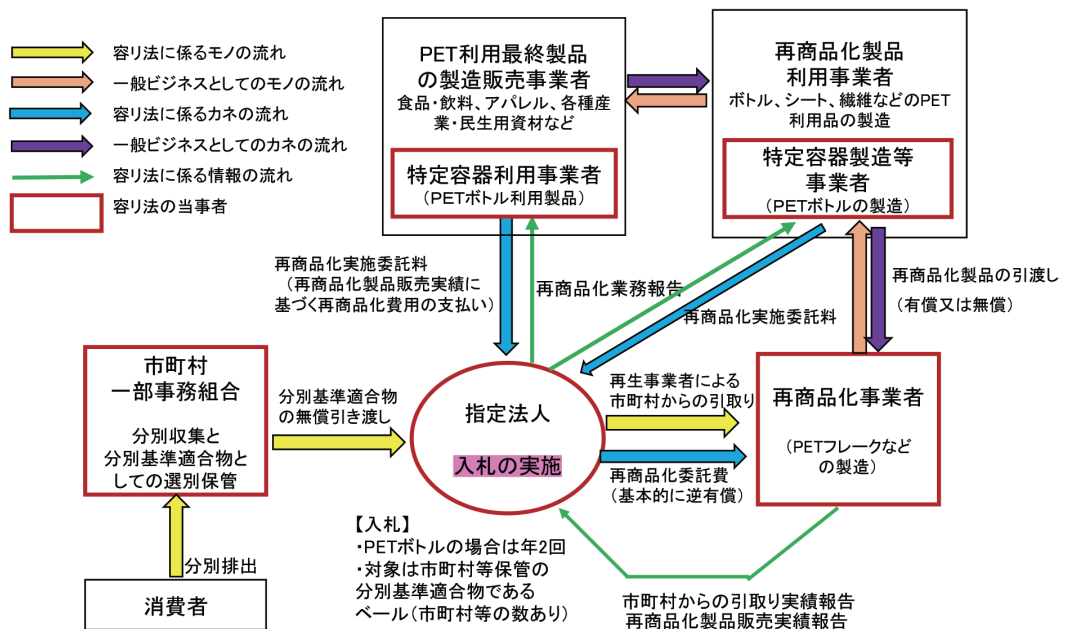 容リ法に係るモノの流れ
一般ビジネスとしてのモノの流れ
容リ法に係るカネの流れ
一般ビジネスとしてのカネの流れ
容リ法に係る情報の流れ
容リ法の当事者
PET利用最終製品
の製造販売事業者
食品・飲料、アパレル、各種産
業・民生用資材など
特定容器利用事業者
（PETボトル利用製品）
再商品化製品
利用事業者
ボトル、シート、繊維などのPET
利用品の製造
特定容器製造等
事業者
（PETボトルの製造）
再商品化実施委託料
（再商品化製品販売実績に
基づく再商品化費用の支払い）
再商品化業務報告
再商品化実施委託料
再商品化製品の引渡し
（有償又は無償）
市町村
一部事務組合
分別収集と
分別基準適合物と
しての選別保管
分別基準適合物
の無償引き渡し
指定法人
入札の実施
再生事業者による
市町村からの引取り
再商品化委託費
（基本的に逆有償）
再商品化事業者
（PETフレークなど
の製造）
分別排出
消費者
【入札】
・PETボトルの場合は年2回
・対象は市町村等保管の
分別基準適合物である
ベール（市町村等の数あり）
市町村からの引取り実績報告
再商品化製品販売実績報告